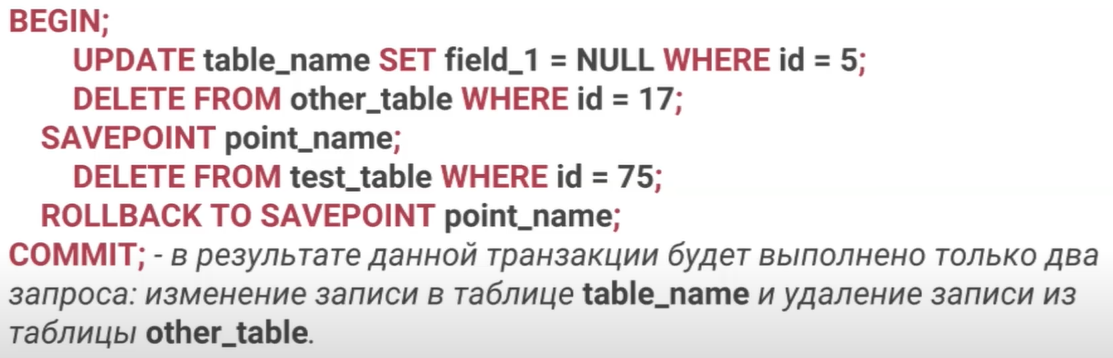 BEGIN;
UPDATE table_name SET field_1 = NULL WHERE id = 5;
DELETE FROM other_table WHERE id = 17;
SAVEPOINT point_name;
DELETE FROM test_table WHERE id = 75;
ROLLBACK TO SAVEPOINT point_name;
COMMIT; - в результате данной транзакции будет выполнено только два
запроса: изменение записи в таблице table_name и удаление записи из
таблицы other_table.